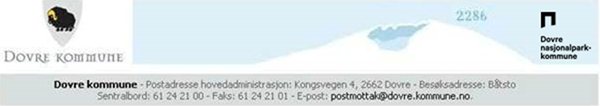 2286
Dovre
nasjonalpark-
kommune
DOVRE KOMMUNE
Dovre kommune - Postadresse hovedadministrasjon: Kongsvegen 4, 2662 Dovre - Besøksadresse: Båtsto
Sentralbord: 61 24 21 00 - Faks: 61 24 21 01 - E-post: postmottak@dovre.kommune.no.